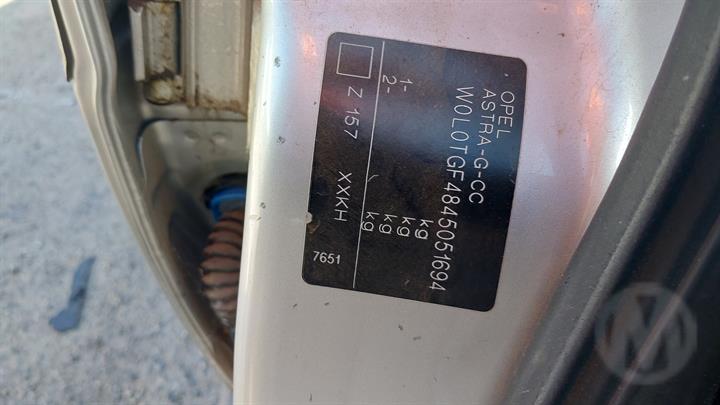 OPEL
ASTRA-G-CC
W0L0TGF4845051694
kg
kg
1- kg
2- kg
Z 157 XXKH
7651